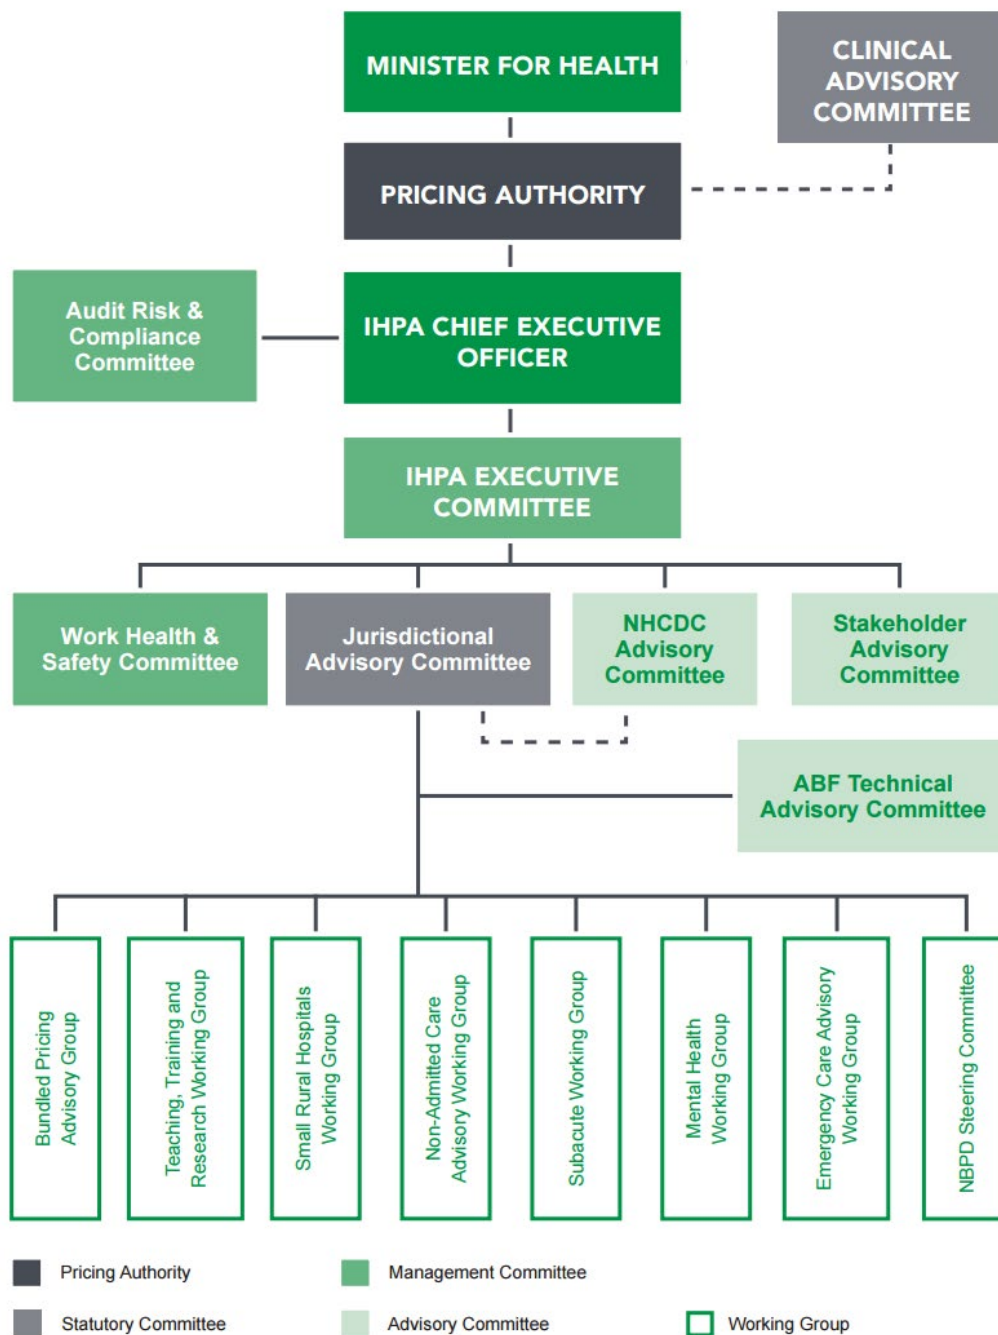 MINISTER FOR HEALTH
CLINICAL
ADVISORY
COMMITTEE
PRICING AUTHORITY
Audit Risk &
Compliance
Committee
IHPA CHIEF EXECUTIVE
OFFICER
IHPA EXECUTIVE
COMMITTEE
Work Health &
Safety Committee
Jurisdictional
Advisory Committee
NHCDC
Advisory
Committee
Stakeholder
Advisory
Committee
ABF Technical
Advisory Committee
Bundled Pricing
Advisory Group
Teaching, Training and
Research Working Group
Small Rural Hospitals
Working Group
Non-Admitted Care
Advisory Working Group
Subacute Working Group
Mental Health
Working Group
Emergency Care Advisory
Working Group
NBPD Steering Committee
Pricing Authority
Management Committee
Statutory Committee
Advisory Committee
Working Group